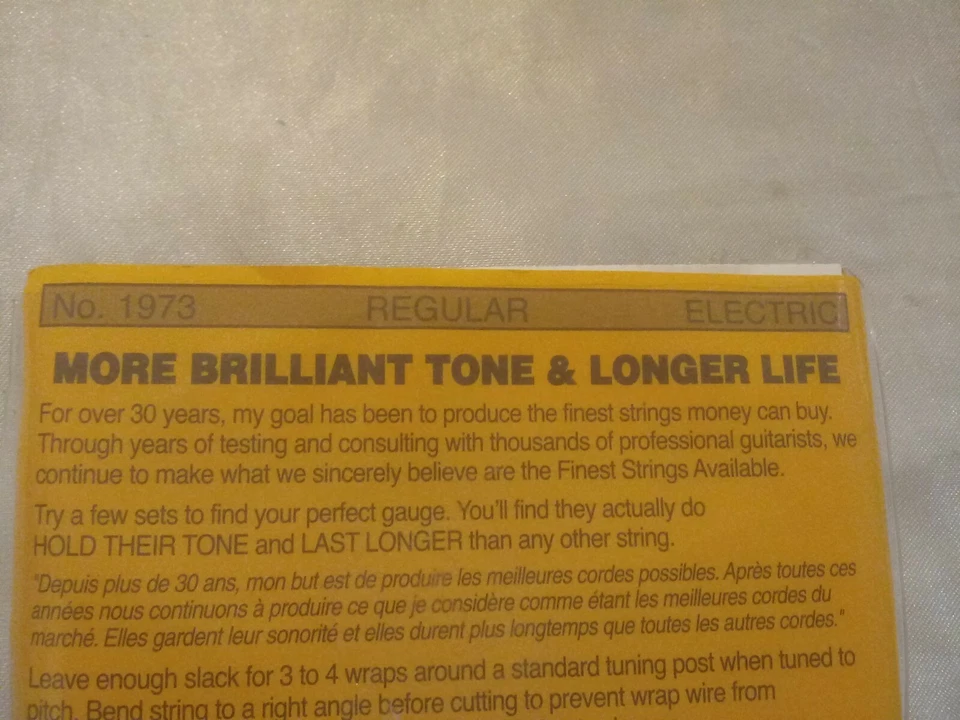 No. 1973 REGULAR ELECTRIC
MORE BRILLIANT TONE & LONGER LIFE
For over 30 years, my goal has been to produce the finest strings money can buy.
Through years of testing and consulting with thousands of professional guitarists, we
continue to make what we sincerely believe are the Finest Strings Available.
Try a few sets to find your perfect gauge. You'll find they actually do
HOLD THEIR TONE and LAST LONGER than any other string.
"Depuis plus de 30 ans, mon but est de produire les meilleures cordes possibles. Après toutes ces
années nous continuons à produire ce que je considère comme étant les meilleures cordes du
marché. Elles gardent leur sonorité et elles durent plus longtemps que toutes les autres cordes."
Leave enough slack for 3 to 4 wraps around a standard tuning post when tuned to
pitch. Bend string to a right angle before cutting to prevent wrap wire from